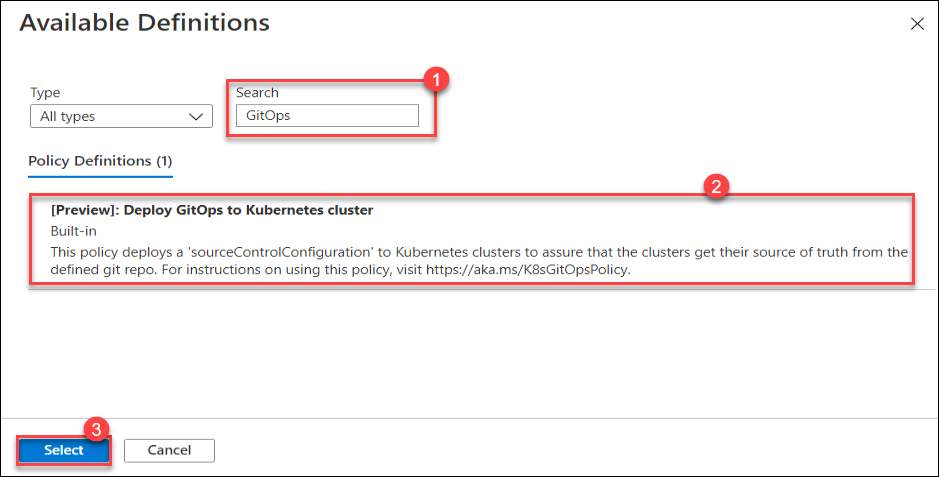 Available Definitions
1
Type
Search
All types
GitOps
Policy Definitions (1)
2
[Preview]: Deploy GitOps to Kubernetes cluster
Built-in
This policy deploys a 'sourceControlConfiguration' to Kubernetes clusters to assure that the clusters get their source of truth from the
defined git repo. For instructions on using this policy, visit https://aka.ms/K8sGitOpsPolicy.
3
Select
Cancel